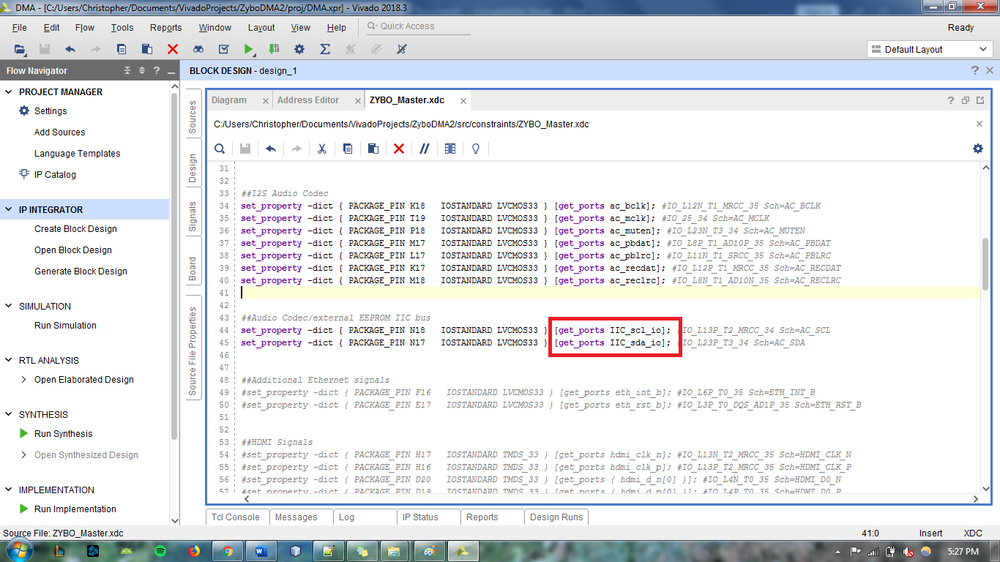 DMA - [C:/Users/Christopher/Documents/VivadoProjects/ZyboDMA2/proj/DMA.xpr] - Vivado 2018.3
File Edit Flow Tools Reports Window Layout View Help Quick Access Ready
Default Layout
Flow Navigator
BLOCK DESIGN - design_1
PROJECT MANAGER
Settings
Add Sources
Language Templates
IP Catalog
IP INTEGRATOR
Create Block Design
Open Block Design
Generate Block Design
SIMULATION
Run Simulation
RTL ANALYSIS
Open Elaborated Design
SYNTHESIS
Run Synthesis
Open Synthesized Design
IMPLEMENTATION
Run Implementation
Sources
Design
Signals
Board
Source File Properties
Diagram Address Editor ZYBO_Master.xdc
C:/Users/Christopher/Documents/VivadoProjects/ZyboDMA2/src/constraints/ZYBO_Master.xdc
31
32
33 ##I2S Audio Codec
34 set_property -dict { PACKAGE_PIN K18 IOSTANDARD LVCMOS33 } [get_ports ac_bclk]; #IO_L12N_T1_MRCC_35 Sch=AC_BCLK
35 set_property -dict { PACKAGE_PIN T19 IOSTANDARD LVCMOS33 } [get_ports ac_mclk]; #IO_25_34 Sch=AC_MCLK
36 set_property -dict { PACKAGE_PIN P18 IOSTANDARD LVCMOS33 } [get_ports ac_muten]; #IO_L23N_T3_34 Sch=AC_MUTEN
37 set_property -dict { PACKAGE_PIN M17 IOSTANDARD LVCMOS33 } [get_ports ac_pbdat]; #IO_L8P_T1_AD10P_35 Sch=AC_PBDAT
38 set_property -dict { PACKAGE_PIN L17 IOSTANDARD LVCMOS33 } [get_ports ac_pblrc]; #IO_L11N_T1_SRCC_35 Sch=AC_PBLRC
39 set_property -dict { PACKAGE_PIN K17 IOSTANDARD LVCMOS33 } [get_ports ac_recdat]; #IO_L12P_T1_MRCC_35 Sch=AC_RECDAT
40 set_property -dict { PACKAGE_PIN M18 IOSTANDARD LVCMOS33 } [get_ports ac_reclrc]; #IO_L8N_T1_AD10N_35 Sch=AC_RECLRC
41
42
43 ##Audio Codec/external EEPROM IIC bus
44 set_property -dict { PACKAGE_PIN N18 IOSTANDARD LVCMOS33 } [get_ports IIC_scl_io]; #IO_L13P_T2_MRCC_34 Sch=AC_SCL
45 set_property -dict { PACKAGE_PIN N17 IOSTANDARD LVCMOS33 } [get_ports IIC_sda_io]; #IO_L23P_T3_34 Sch=AC_SDA
46
47
48 ##Additional Ethernet signals
49 #set_property -dict { PACKAGE_PIN F16 IOSTANDARD LVCMOS33 } [get_ports eth_int_b]; #IO_L6P_T0_35 Sch=ETH_INT_B
50 #set_property -dict { PACKAGE_PIN E17 IOSTANDARD LVCMOS33 } [get_ports eth_rst_b]; #IO_L3P_T0_DQS_AD1P_35 Sch=ETH_RST_B
51
52
53 ##HDMI Signals
54 #set_property -dict { PACKAGE_PIN H17 IOSTANDARD TMDS_33 } [get_ports hdmi_clk_n]; #IO_L13N_T2_MRCC_35 Sch=HDMI_CLK_N
55 #set_property -dict { PACKAGE_PIN H16 IOSTANDARD TMDS_33 } [get_ports hdmi_clk_p]; #IO_L13P_T2_MRCC_35 Sch=HDMI_CLK_P
56 #set_property -dict { PACKAGE_PIN D20 IOSTANDARD TMDS_33 } [get_ports { hdmi_d_n[0] }]; #IO_L4N_T0_35 Sch=HDMI_D0_N
57 #set_property -dict { PACKAGE_PIN D19 IOSTANDARD TMDS_33 } [get_ports { hdmi_d_p[0] }]; #IO_L4P_T0_35 Sch=HDMI_D0_P
Tcl Console Messages Log IP Status Reports Design Runs
Source File: ZYBO_Master.xdc 41:0 Insert XDC
5:27 PM